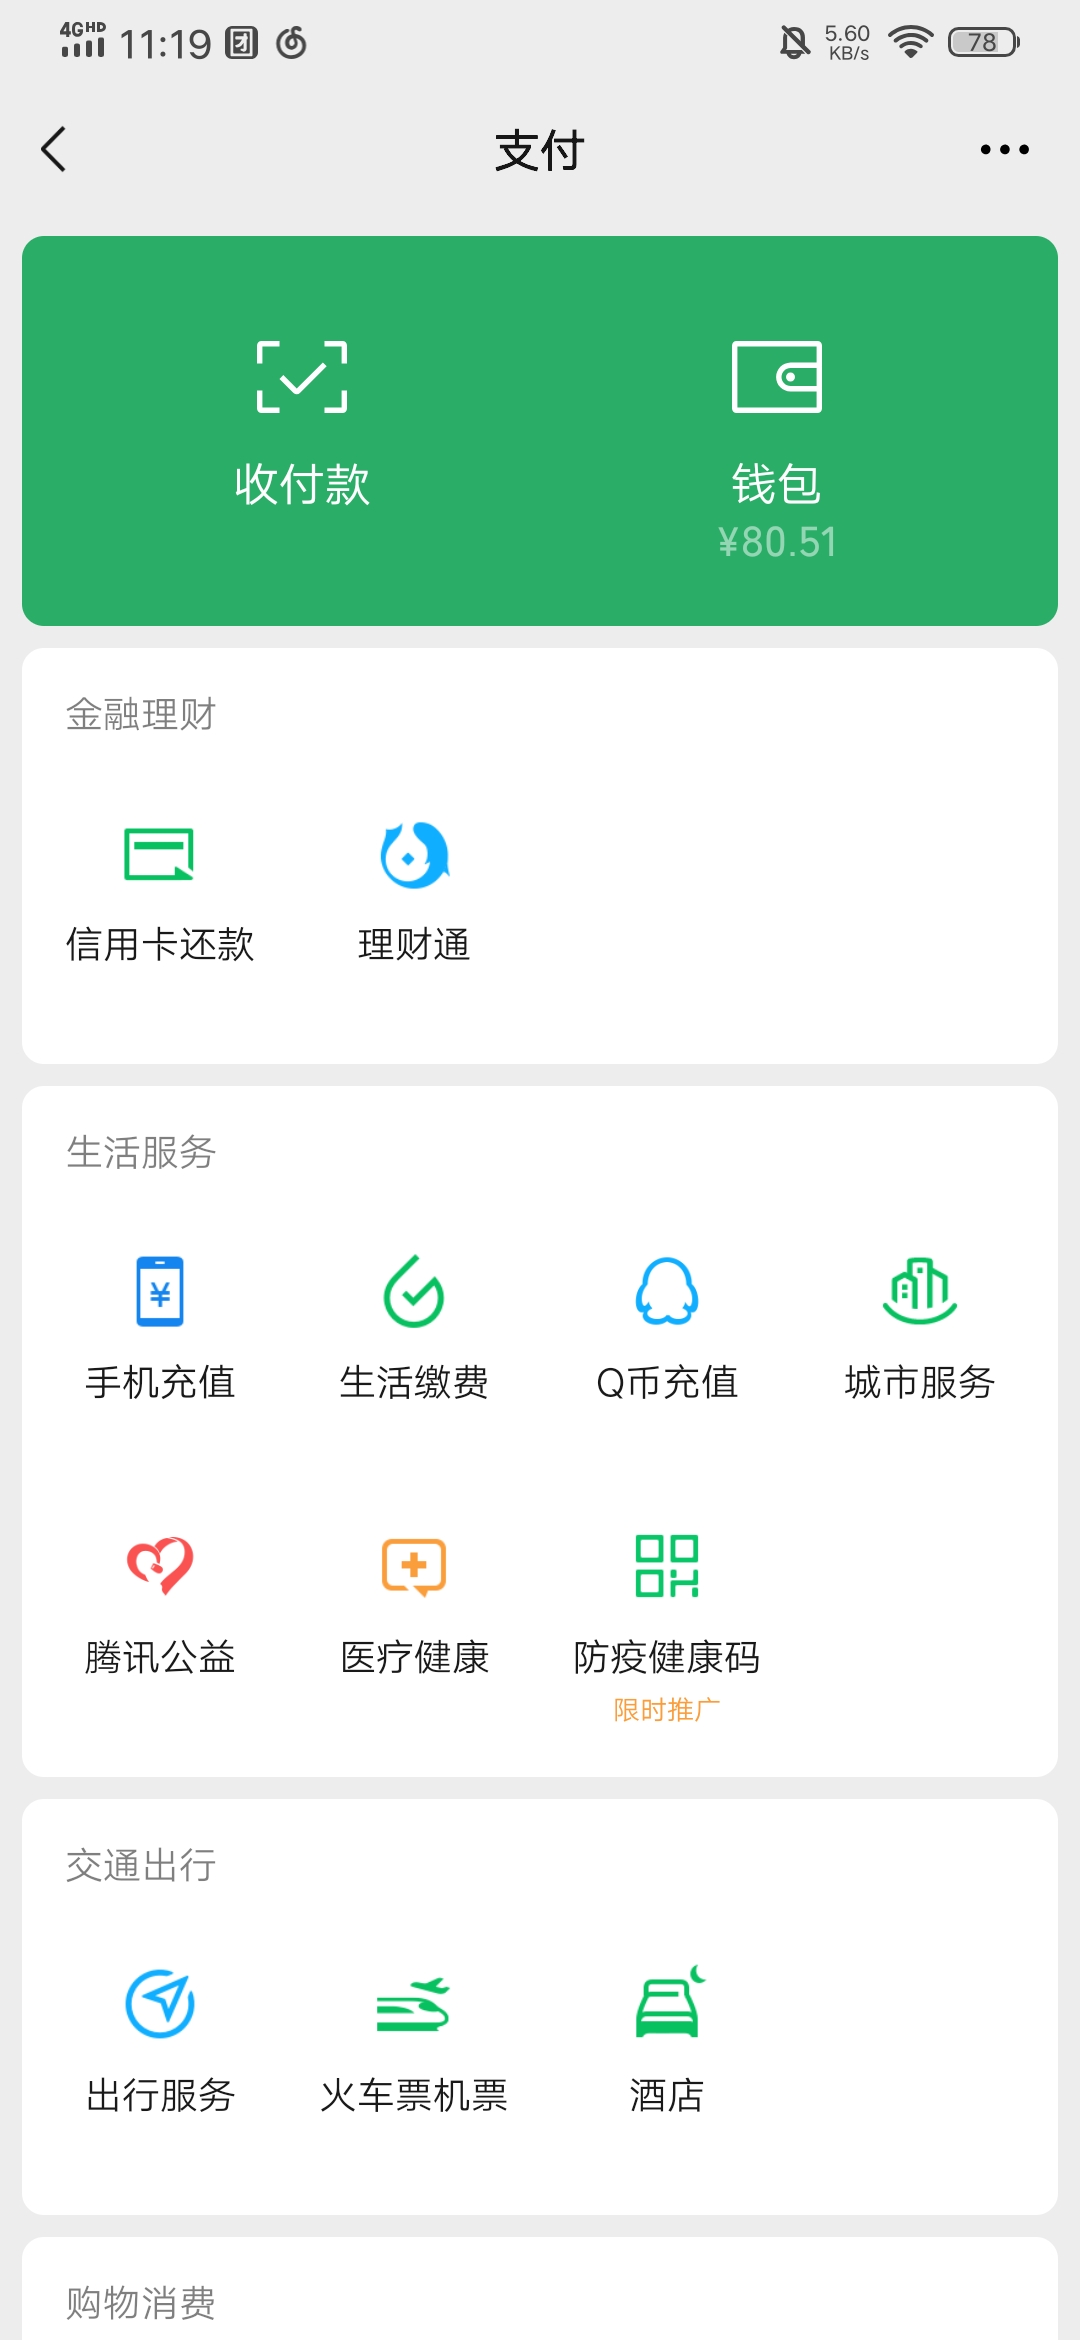 4G HD 11:19 团 5.60 KB/s 78
支付
收付款 钱包
¥80.51
金融理财
信用卡还款 理财通
生活服务
手机充值 生活缴费 Q币充值 城市服务
腾讯公益 医疗健康 防疫健康码
限时推广
交通出行
出行服务 火车票机票 酒店
购物消费